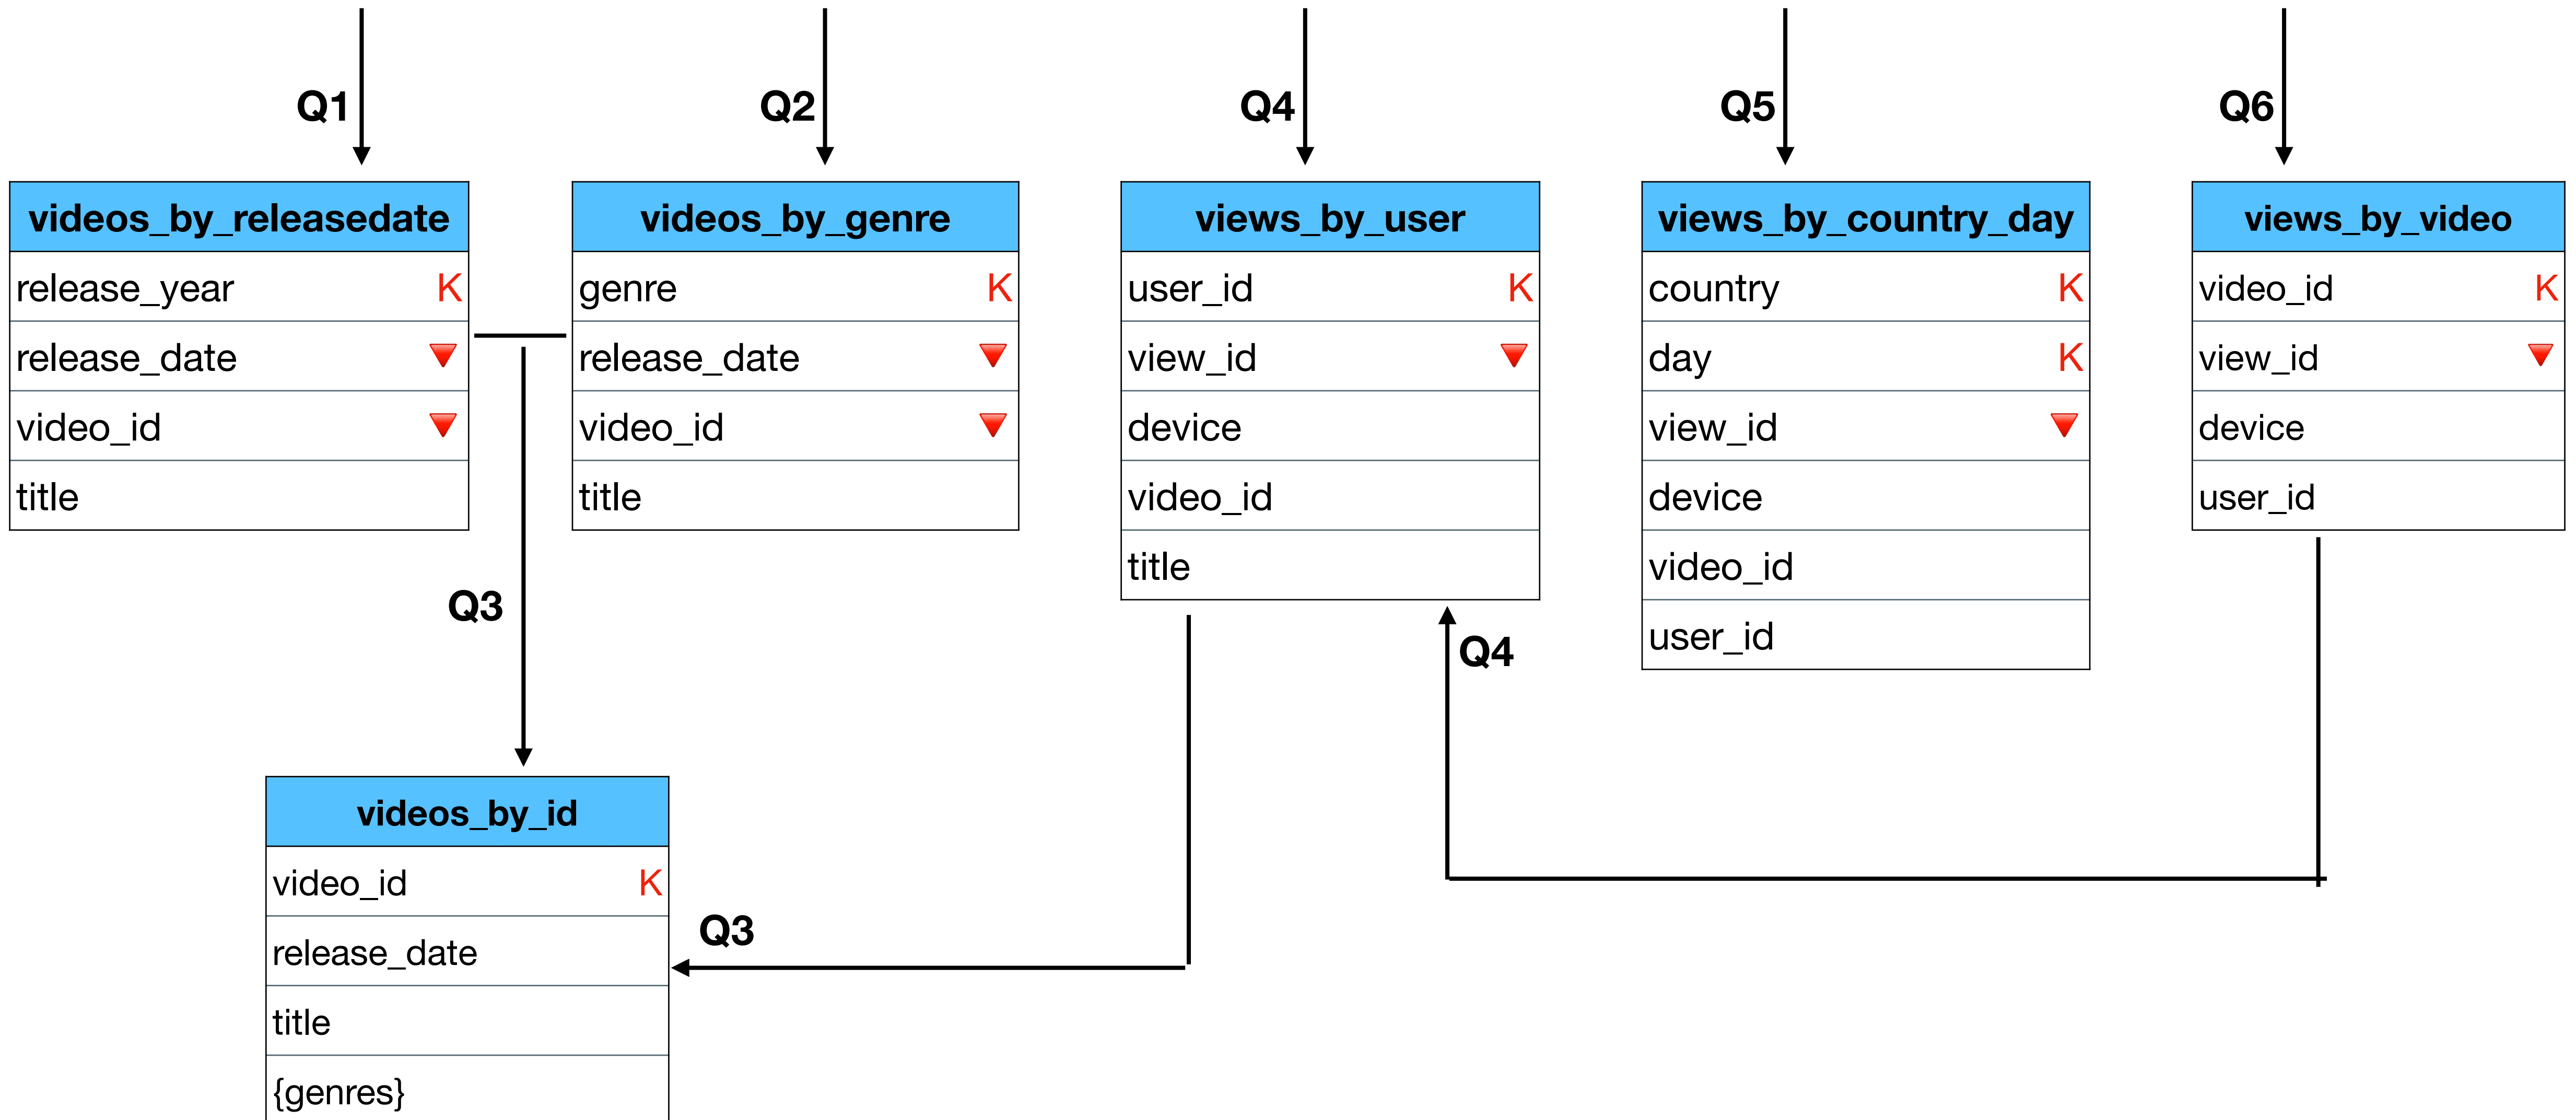 Q1
Q2
Q4
Q5
Q6
videos_by_releasedate
release_year K
release_date
video_id
title
videos_by_genre
genre K
release_date
video_id
title
views_by_user
user_id K
view_id
device
video_id
title
views_by_country_day
country K
day K
view_id
device
video_id
user_id
views_by_video
video_id K
view_id
device
user_id
Q3
Q4
videos_by_id
video_id K
release_date
title
{genres}
Q3